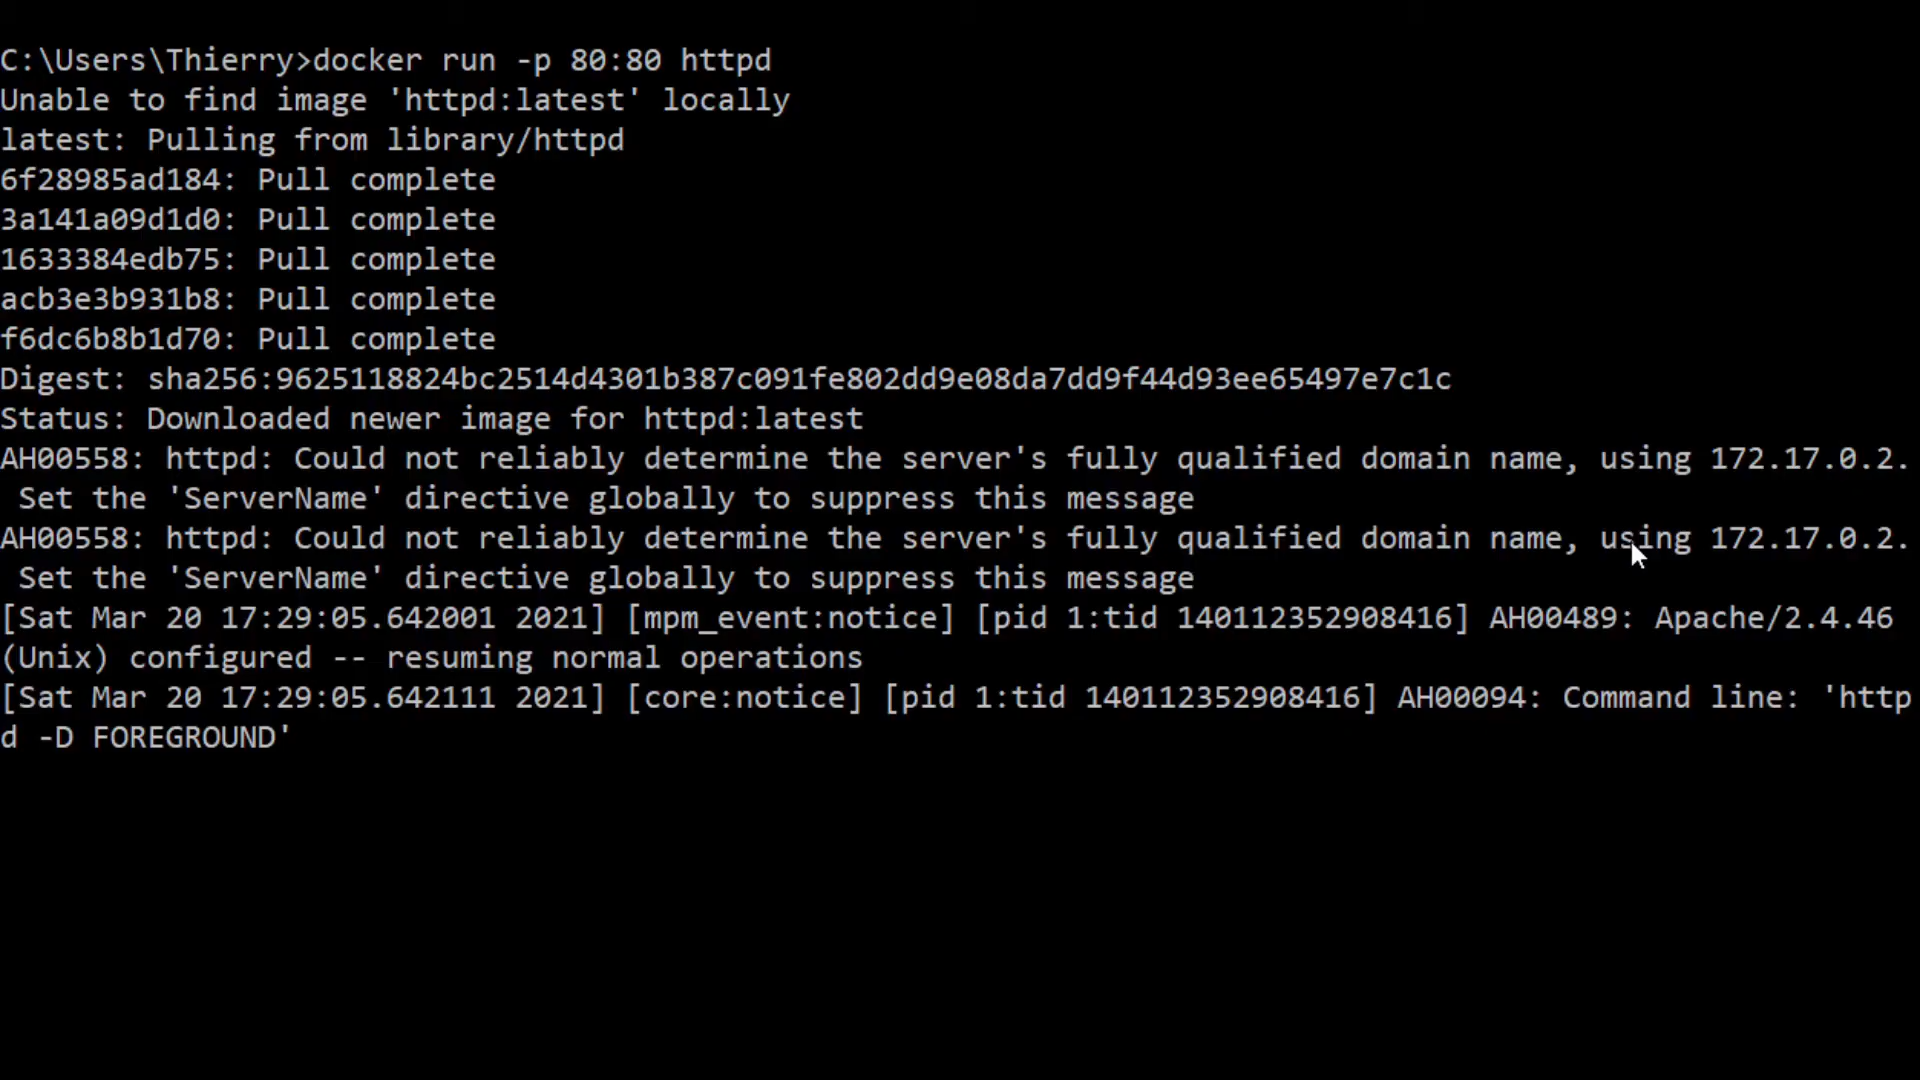 C:\Users\Thierry>docker run -p 80:80 httpd
Unable to find image 'httpd:latest' locally
latest: Pulling from library/httpd
6f28985ad184: Pull complete
3a141a09d1d0: Pull complete
1633384edb75: Pull complete
acb3e3b931b8: Pull complete
f6dc6b8b1d70: Pull complete
Digest: sha256:9625118824bc2514d4301b387c091fe802dd9e08da7dd9f44d93ee65497e7c1c
Status: Downloaded newer image for httpd:latest
AH00558: httpd: Could not reliably determine the server's fully qualified domain name, using 172.17.0.2.
 Set the 'ServerName' directive globally to suppress this message
AH00558: httpd: Could not reliably determine the server's fully qualified domain name, using 172.17.0.2.
 Set the 'ServerName' directive globally to suppress this message
[Sat Mar 20 17:29:05.642001 2021] [mpm_event:notice] [pid 1:tid 140112352908416] AH00489: Apache/2.4.46
(Unix) configured -- resuming normal operations
[Sat Mar 20 17:29:05.642111 2021] [core:notice] [pid 1:tid 140112352908416] AH00094: Command line: 'http
d -D FOREGROUND'